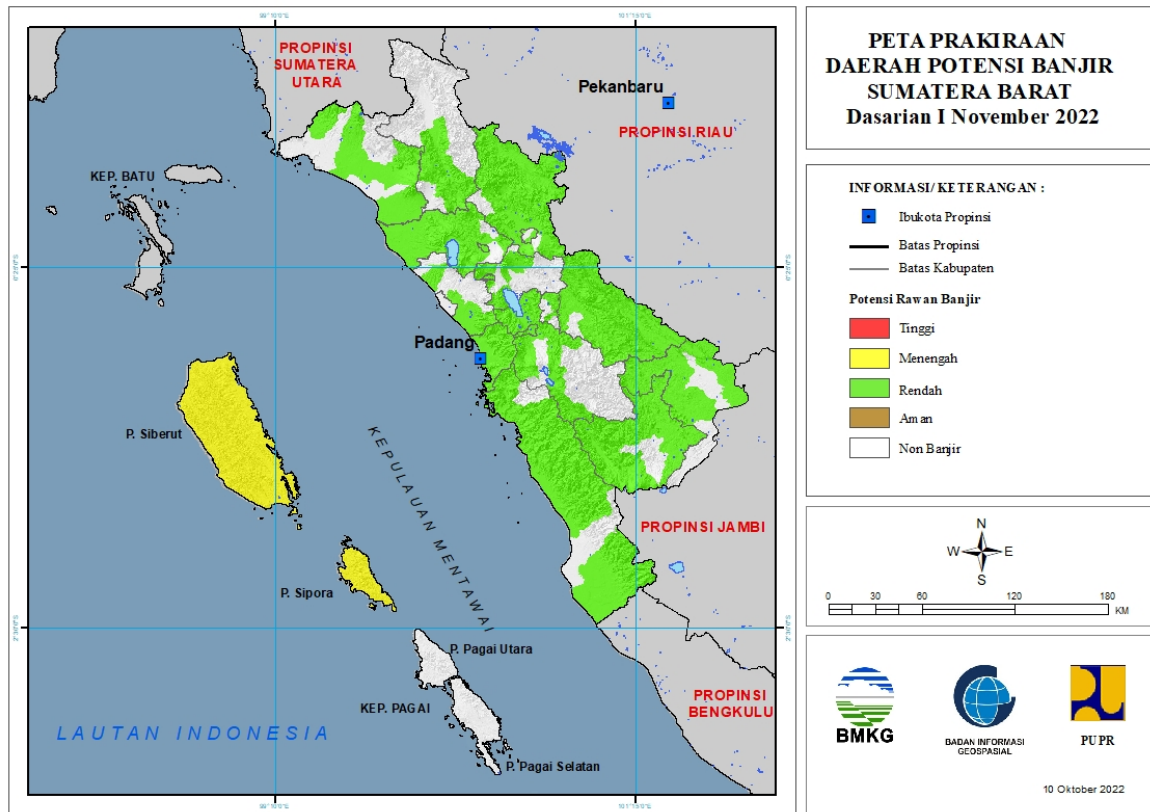 PETA PRAKIRAAN
DAERAH POTENSI BANJIR
SUMATERA BARAT
Dasarian I November 2022
INFORMASI/ KETERANGAN :
Ibukota Propinsi
Batas Propinsi
Batas Kabupaten
Potensi Rawan Banjir
Tinggi
Menengah
Rendah
Aman
Non Banjir
N
W
E
S
0
30
60
120
180
KM
BMKG
BADAN INFORMASI
GEOSPASIAL
PUPR
10 Oktober 2022
PROPINSI
SUMATERA
UTARA
Pekanbaru
PROPINSI RIAU
KEP. BATU
Padang
P. Siberut
KEPULAUAN MENTAWAI
PROPINSI JAMBI
P. Sipora
P. Pagai Utara
KEP. PAGAI
PROPINSI
BENGKULU
LAUTAN INDONESIA
P. Pagai Selatan